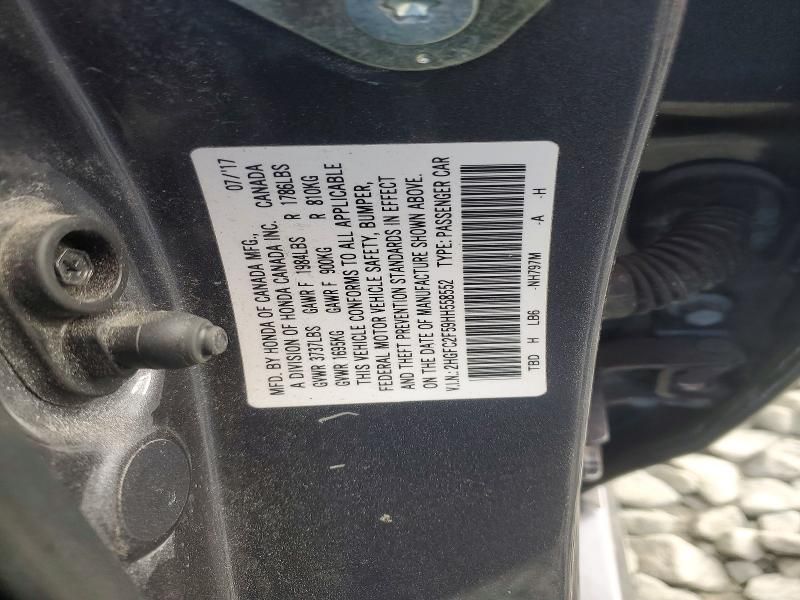 MFD. BY HONDA OF CANADA MFG., 07/'17
A DIVISION OF HONDA CANADA INC. CANADA
GVWR 3737LBS GAWR F 1984LBS R 1786LBS
GVWR 1695KG GAWR F 900KG R 810KG
THIS VEHICLE CONFORMS TO ALL APPLICABLE
FEDERAL MOTOR VEHICLE SAFETY, BUMPER,
AND THEFT PREVENTION STANDARDS IN EFFECT
ON THE DATE OF MANUFACTURE SHOWN ABOVE.
V.I.N.: 2HGFC2F59HH558552 TYPE: PASSENGER CAR
TBD H LB6 -NH797M -A -H